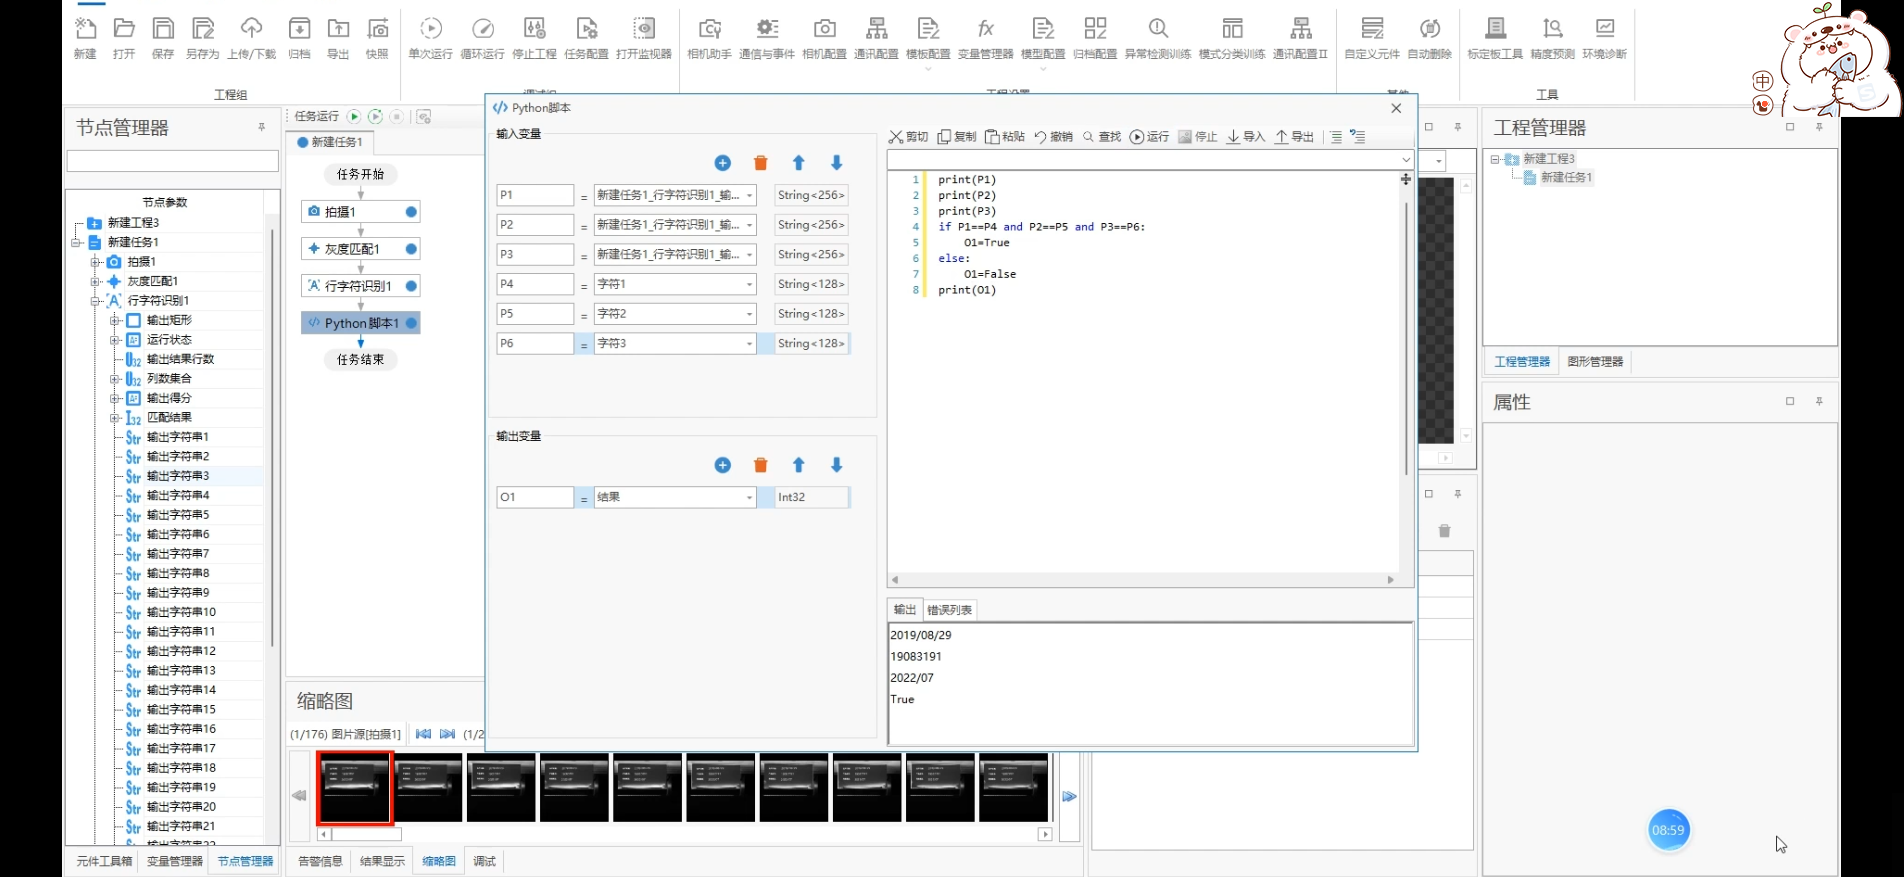 新建 打开 保存 另存为 上传/下载 归档 导出 快照 单次运行 循环运行 停止工程 任务配置 打开监视器 相机助手 通信与事件 相机配置 通讯配置 模板配置 变量管理器 模型配置 归档配置 异常检测训练 模式分类训练 通讯配置II 自定义元件 自动删除 标定板工具 精度预测 环境诊断
工程组 工具
中
节点管理器
节点参数
新建工程3
新建任务1
拍摄1
灰度匹配1
行字符识别1
输出矩形
运行状态
输出结果行数
列数集合
输出得分
匹配结果
输出字符串1
输出字符串2
输出字符串3
输出字符串4
输出字符串5
输出字符串6
输出字符串7
输出字符串8
输出字符串9
输出字符串10
输出字符串11
输出字符串12
输出字符串13
输出字符串14
输出字符串15
输出字符串16
输出字符串17
输出字符串18
输出字符串19
输出字符串20
输出字符串21
元件工具箱 变量管理器 节点管理器
任务运行
新建任务1
任务开始
拍摄1
灰度匹配1
行字符识别1
Python脚本1
任务结束
缩略图
(1/176) 图片源[拍摄1] (1/2
告警信息 结果显示 缩略图 调试
Python脚本
输入变量
P1 = 新建任务1_行字符识别1_输... String<256>
P2 = 新建任务1_行字符识别1_输... String<256>
P3 = 新建任务1_行字符识别1_输... String<256>
P4 = 字符1 String<128>
P5 = 字符2 String<128>
P6 = 字符3 String<128>
输出变量
O1 = 结果 Int32
剪切 复制 粘贴 撤销 查找 运行 停止 导入 导出
1 print(P1)
2 print(P2)
3 print(P3)
4 if P1==P4 and P2==P5 and P3==P6:
5 O1=True
6 else:
7 O1=False
8 print(O1)
输出 错误列表
2019/08/29
19083191
2022/07
True
工程管理器
新建工程3
新建任务1
工程管理器 图形管理器
属性
08:59